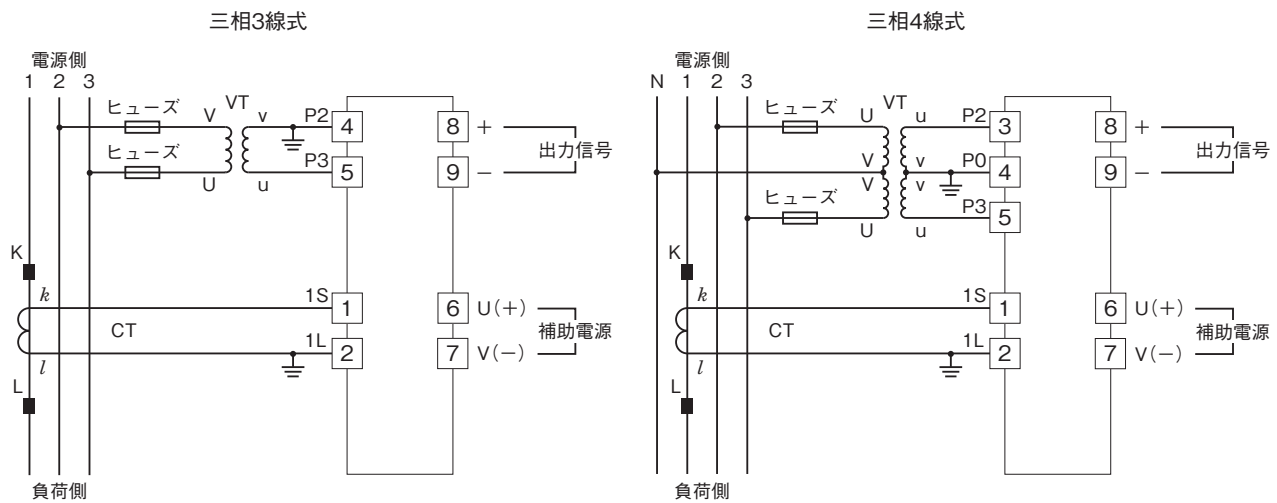 三相3線式
電源側
1 2 3
ヒューズ V VT v P2 4 8 +
出力信号
ヒューズ U u P3 5 9 −
K
k 1S 1 6 U(+)
CT 補助電源
l 1L 2 7 V(−)
L
負荷側
三相4線式
電源側
N 1 2 3
ヒューズ U VT u P2 3 8 +
出力信号
V v P0 4 9 −
V v
ヒューズ U u P3 5
K
k 1S 1 6 U(+)
CT 補助電源
l 1L 2 7 V(−)
L
負荷側